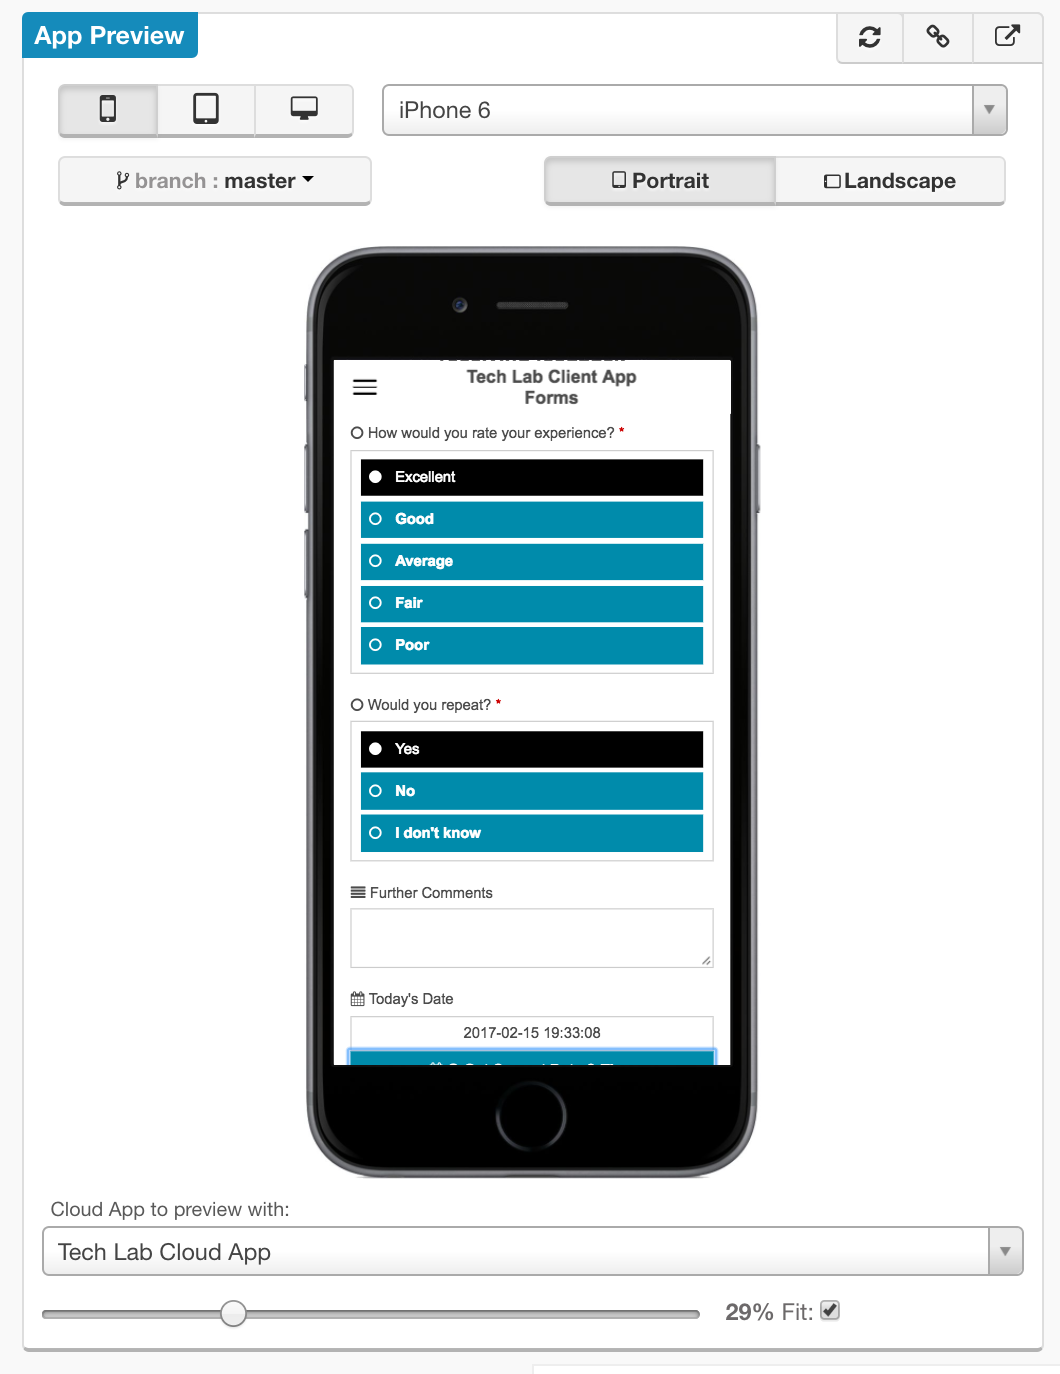 App Preview
iPhone 6
branch : master
Portrait
Landscape
Tech Lab Client App
Forms
How would you rate your experience? *
Excellent
Good
Average
Fair
Poor
Would you repeat? *
Yes
No
I don't know
Further Comments
Today's Date
2017-02-15 19:33:08
Cloud App to preview with:
Tech Lab Cloud App
29% Fit: